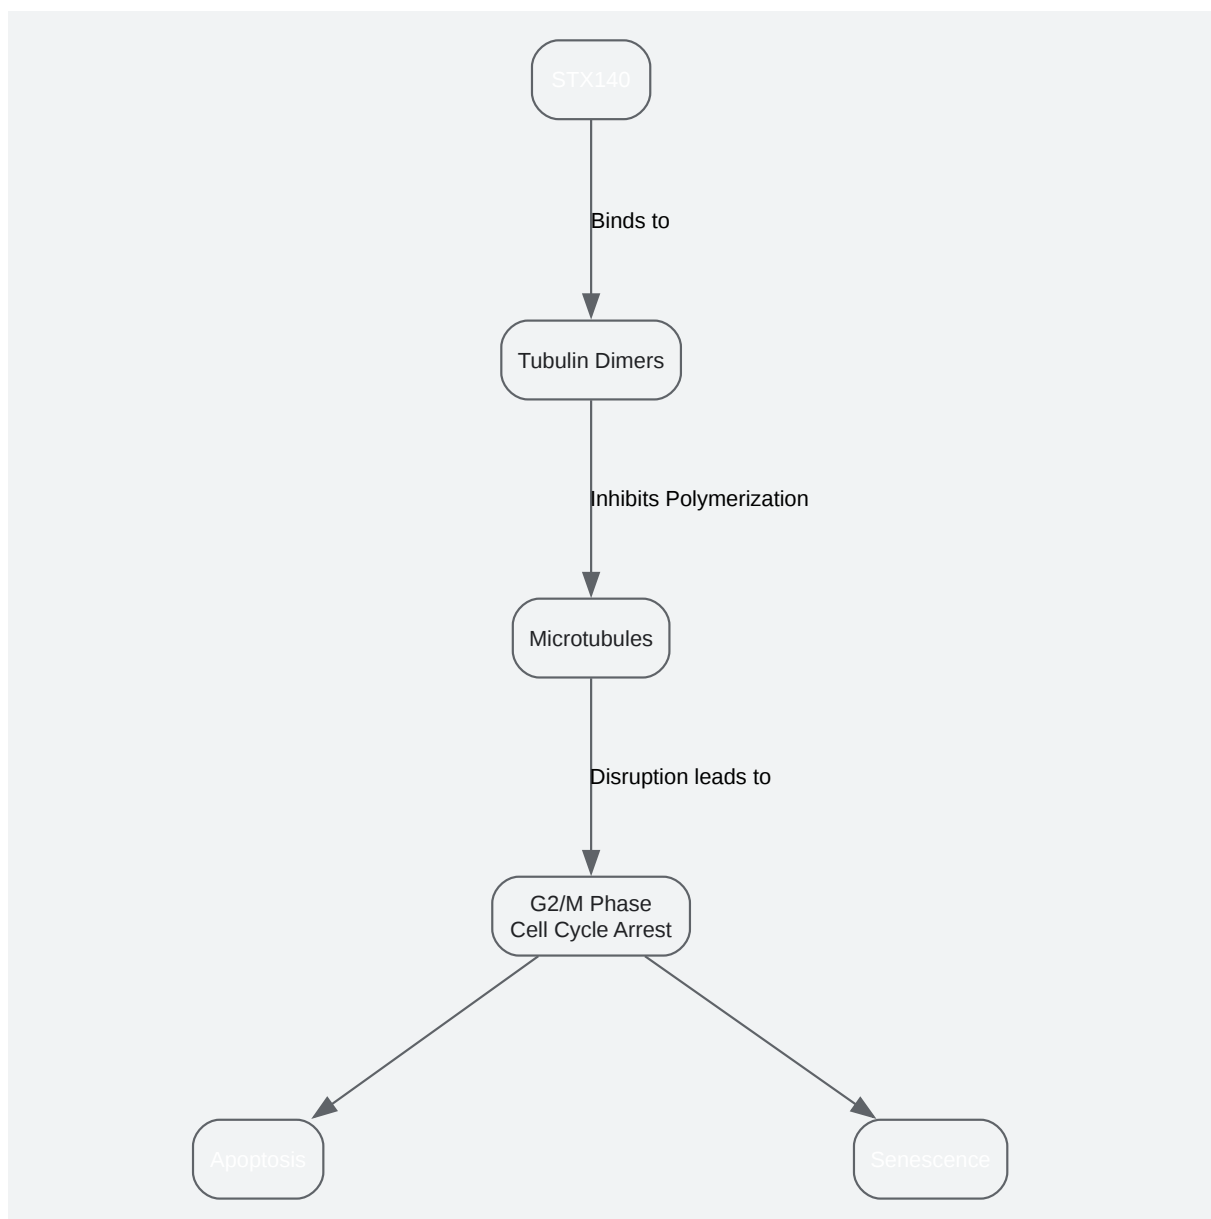 STX140
Binds to
Tubulin Dimers
Inhibits Polymerization
Microtubules
Disruption leads to
G2/M Phase
Cell Cycle Arrest
Apoptosis
Senescence